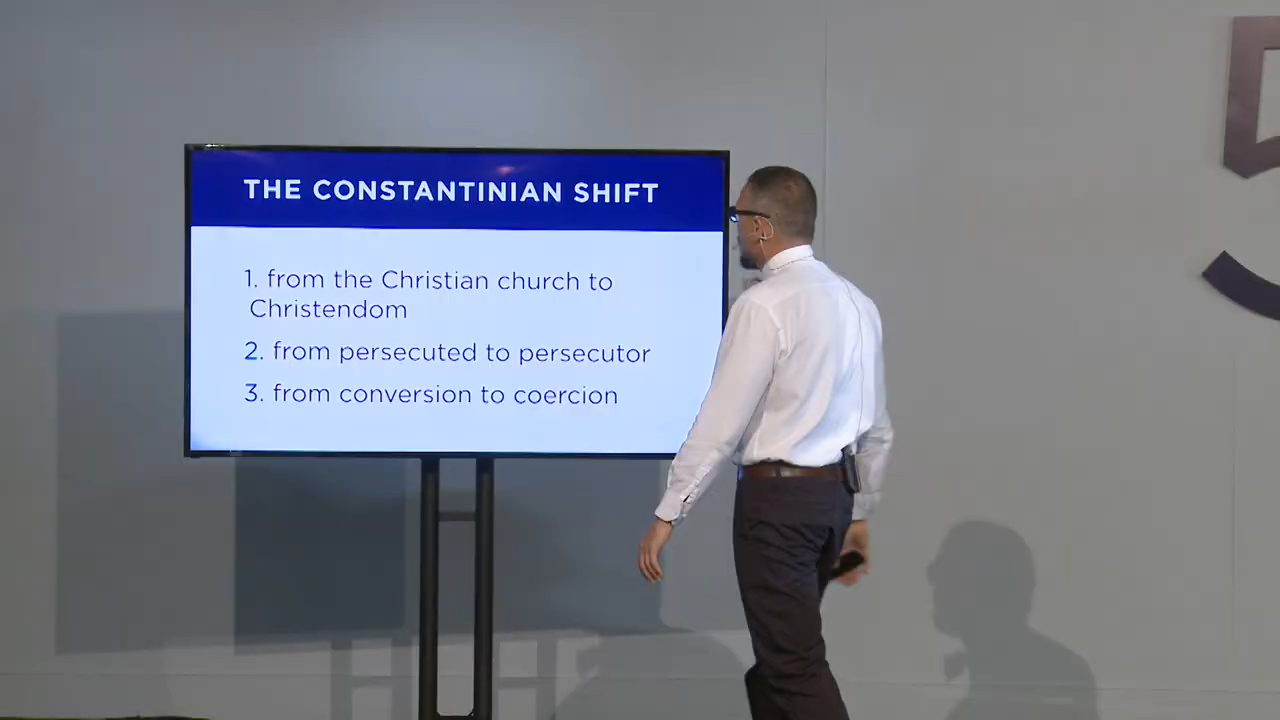 THE CONSTANTINIAN SHIFT
1. from the Christian church to
Christendom
2. from persecuted to persecutor
3. from conversion to coercion